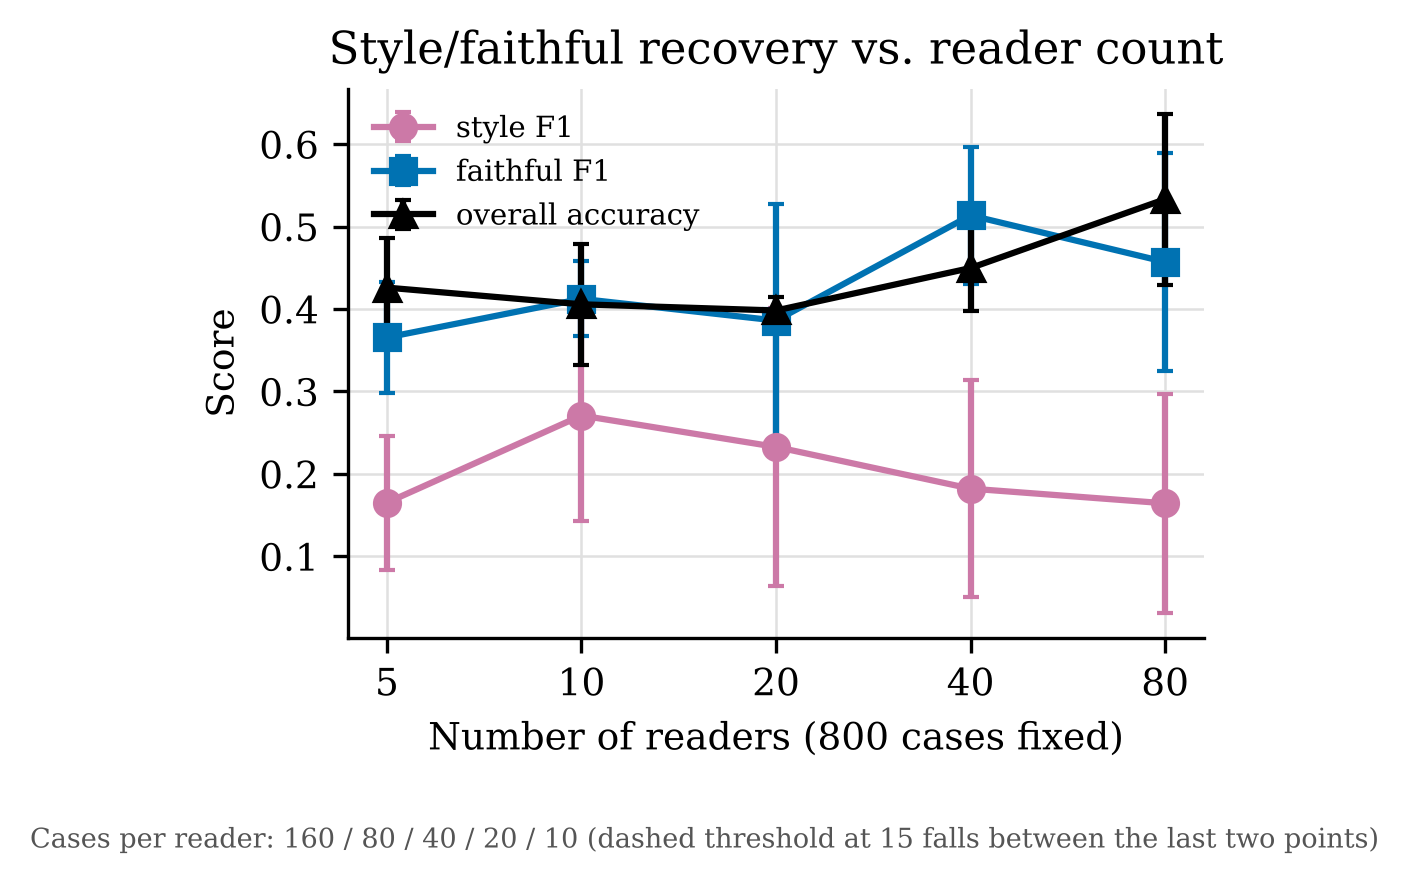 Style/faithful recovery vs. reader count
style F1
faithful F1
overall accuracy
Score
0.6
0.5
0.4
0.3
0.2
0.1
5 10 20 40 80
Number of readers (800 cases fixed)
Cases per reader: 160 / 80 / 40 / 20 / 10 (dashed threshold at 15 falls between the last two points)